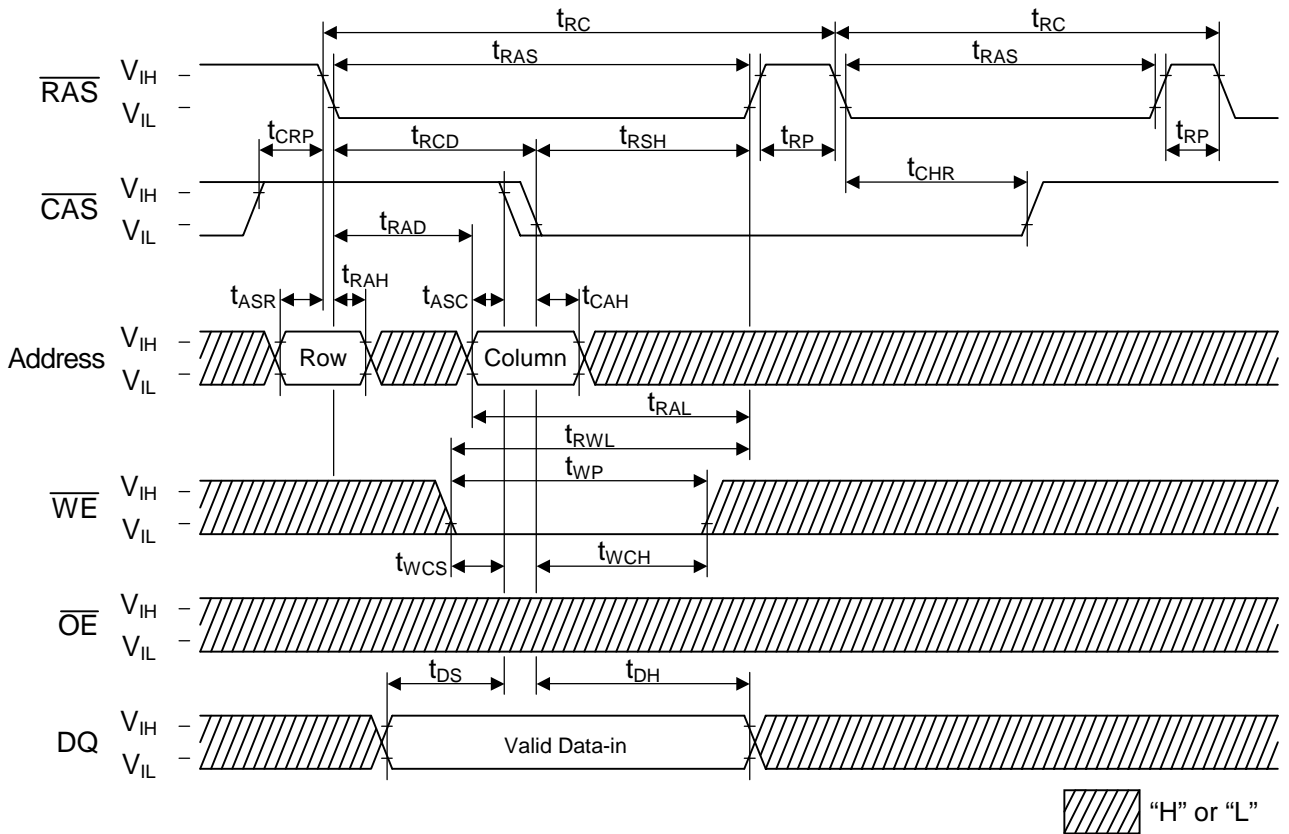 tRC tRC
tRAS tRAS
RAS VIH
VIL
tCRP tRCD tRSH tRP tRP
tCHR
CAS VIH
VIL
tRAD
tRAH
tASR tASC tCAH
Address VIH
Row Column
VIL
tRAL
tRWL
tWP
WE VIH
VIL
tWCS tWCH
OE VIH
VIL
tDS tDH
DQ VIH
Valid Data-in
VIL
“H” or “L”